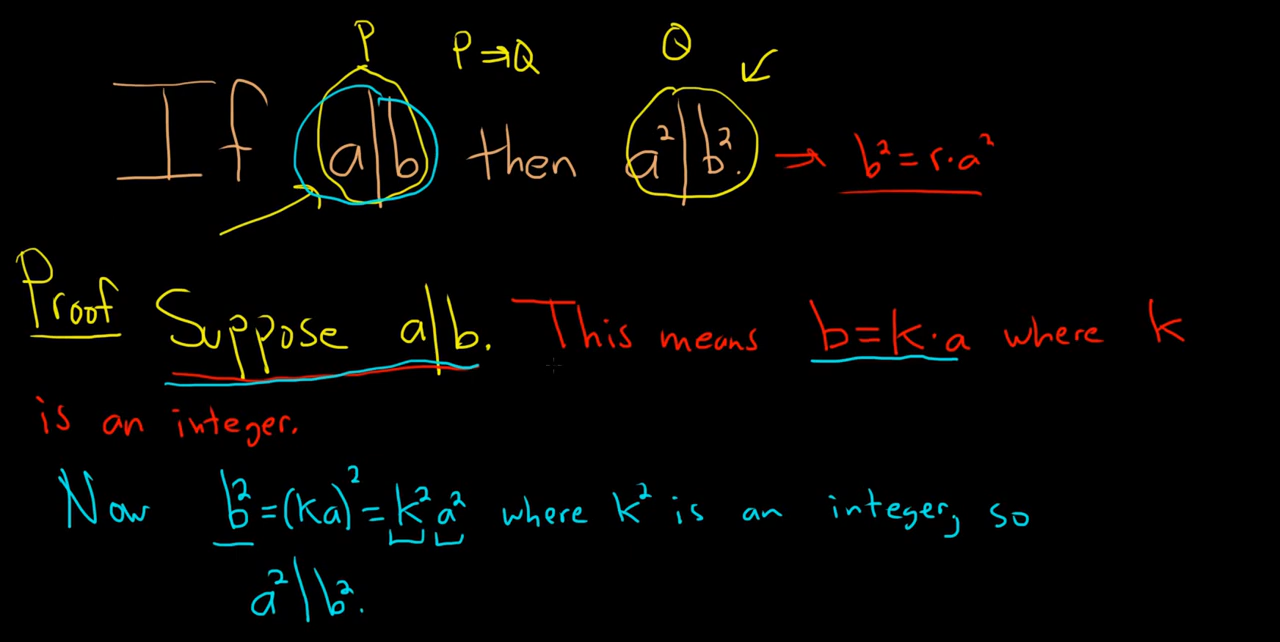 P P ⇒ Q Q
If a|b then a²|b². → b² = r·a²
Proof Suppose a|b. This means b = k·a where k
is an integer.
Now b² = (ka)² = k²a² where k² is an integer, so
a²|b².